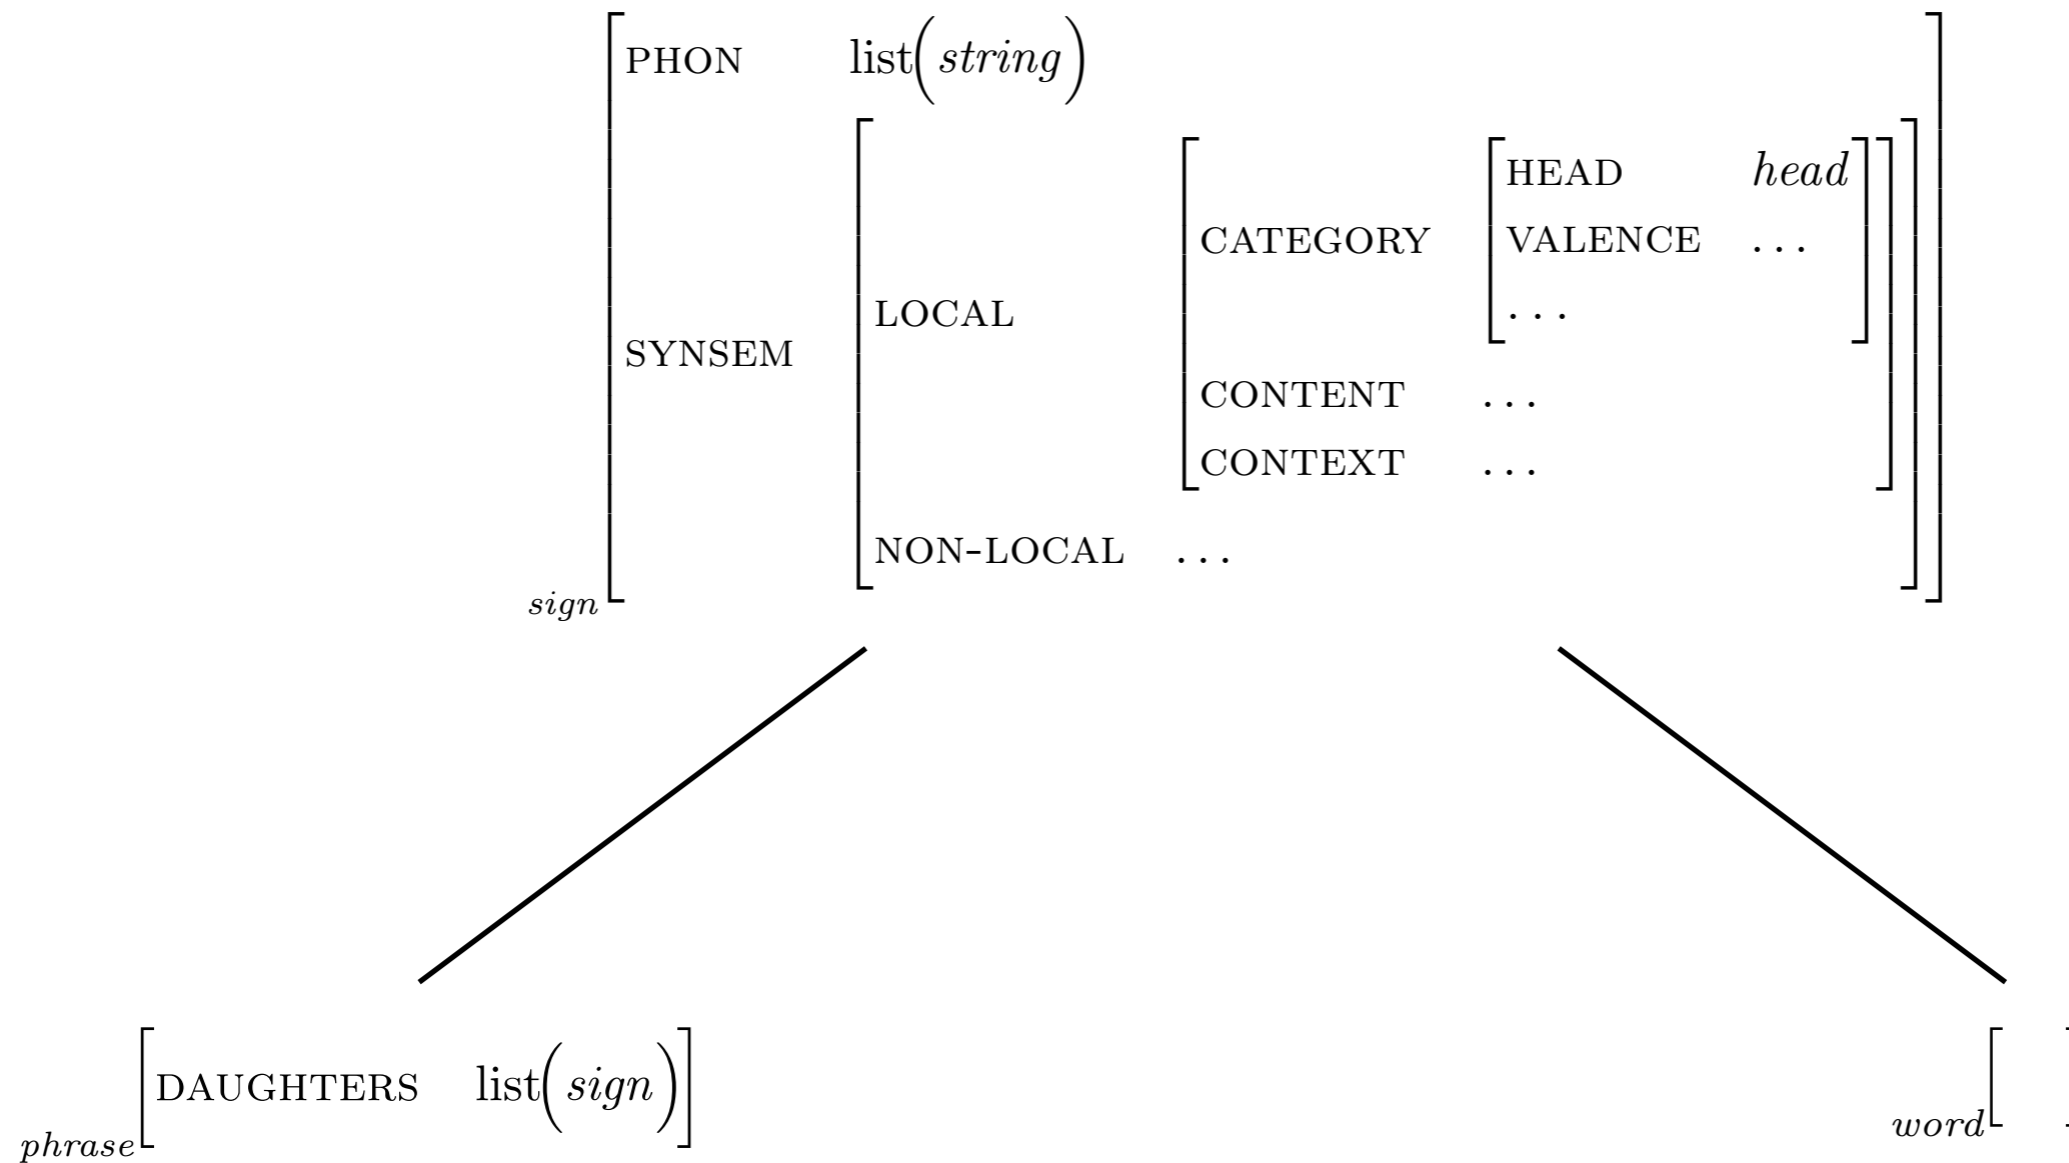 PHON list(string)
HEAD head
CATEGORY VALENCE ...
LOCAL ...
SYNSEM
CONTENT ...
CONTEXT ...
NON-LOCAL ...
sign
DAUGHTERS list(sign)
phrase
word